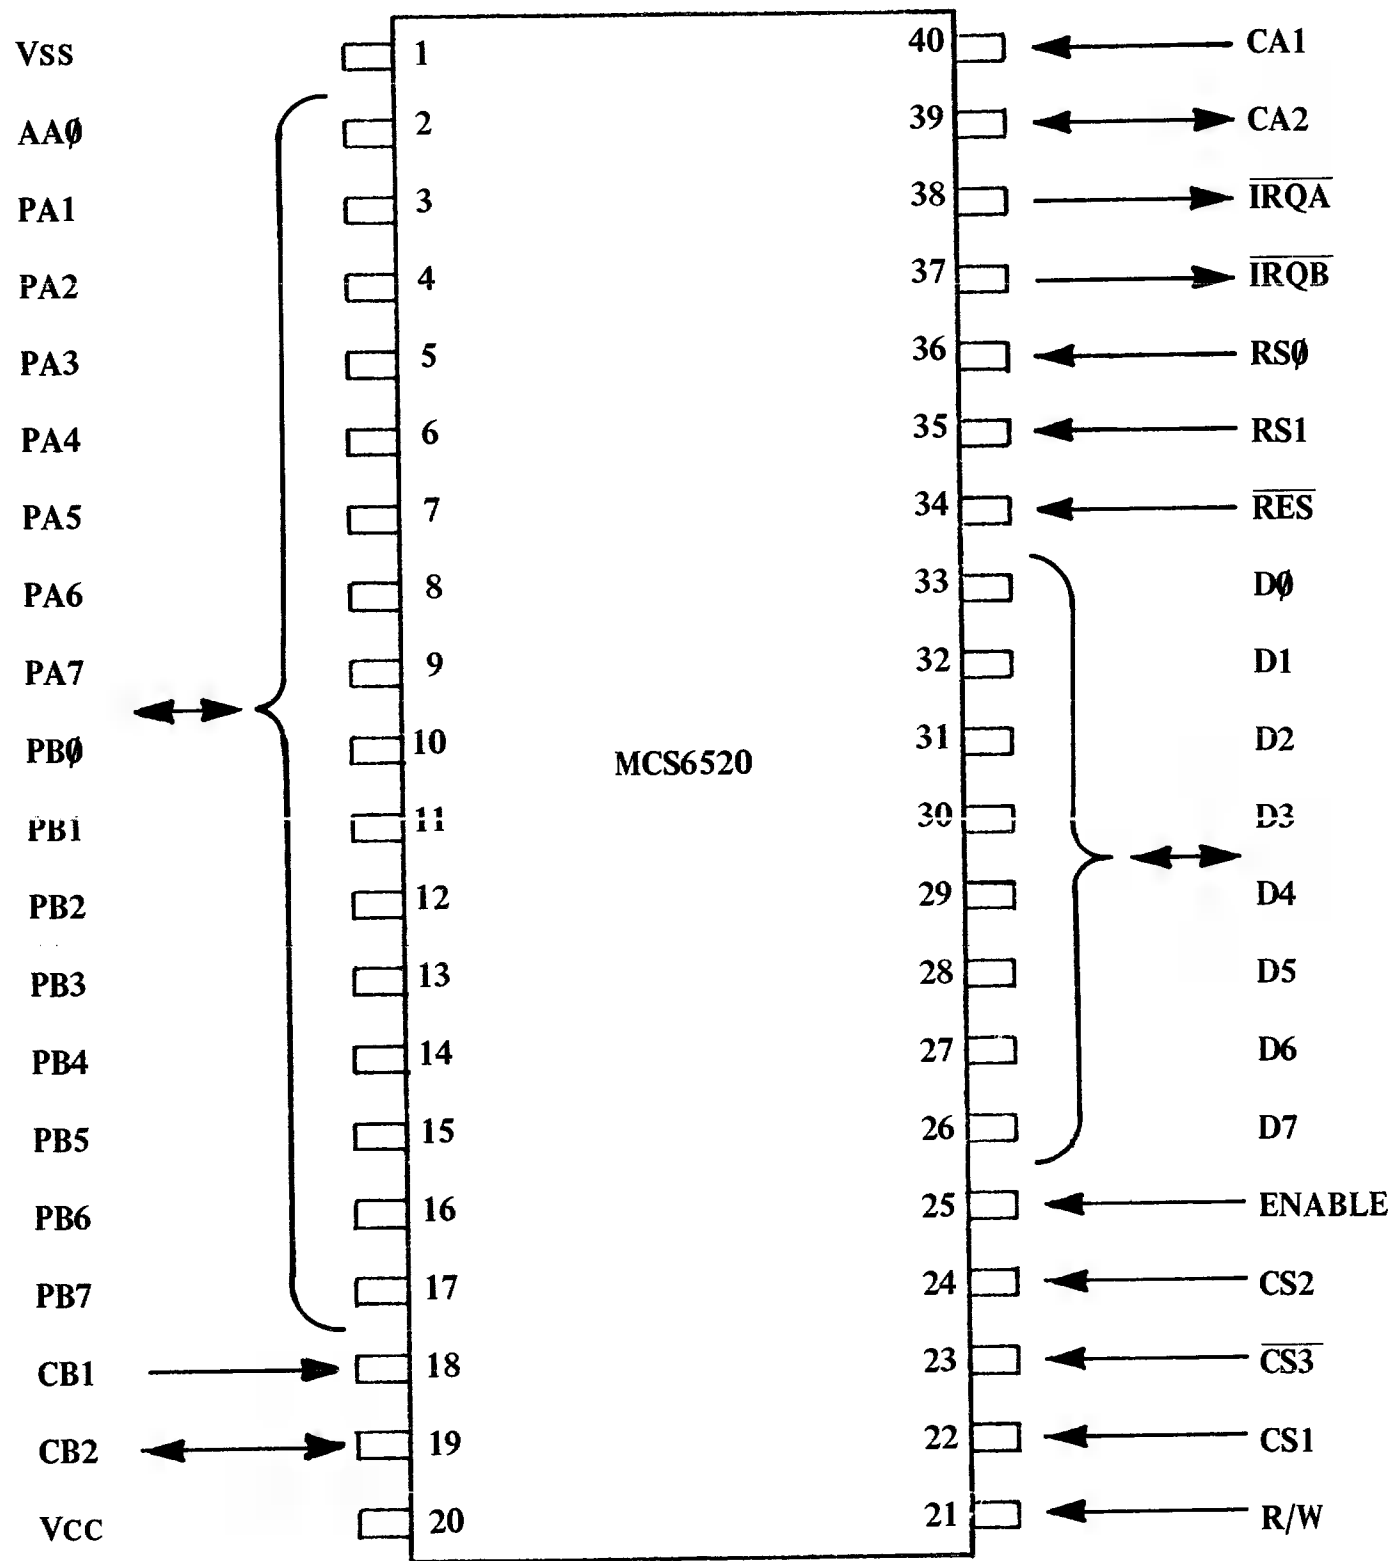 VSS 1 40 CA1
AA0 2 39 CA2
PA1 3 38 IRQA
PA2 4 37 IRQB
PA3 5 36 RS0
PA4 6 35 RS1
PA5 7 34 RES
PA6 8 33 D0
PA7 9 32 D1
PB0 10 31 D2
MCS6520
PB1 11 30 D3
PB2 12 29 D4
PB3 13 28 D5
PB4 14 27 D6
PB5 15 26 D7
PB6 16 25 ENABLE
PB7 17 24 CS2
CB1 18 23 CS3
CB2 19 22 CS1
VCC 20 21 R/W